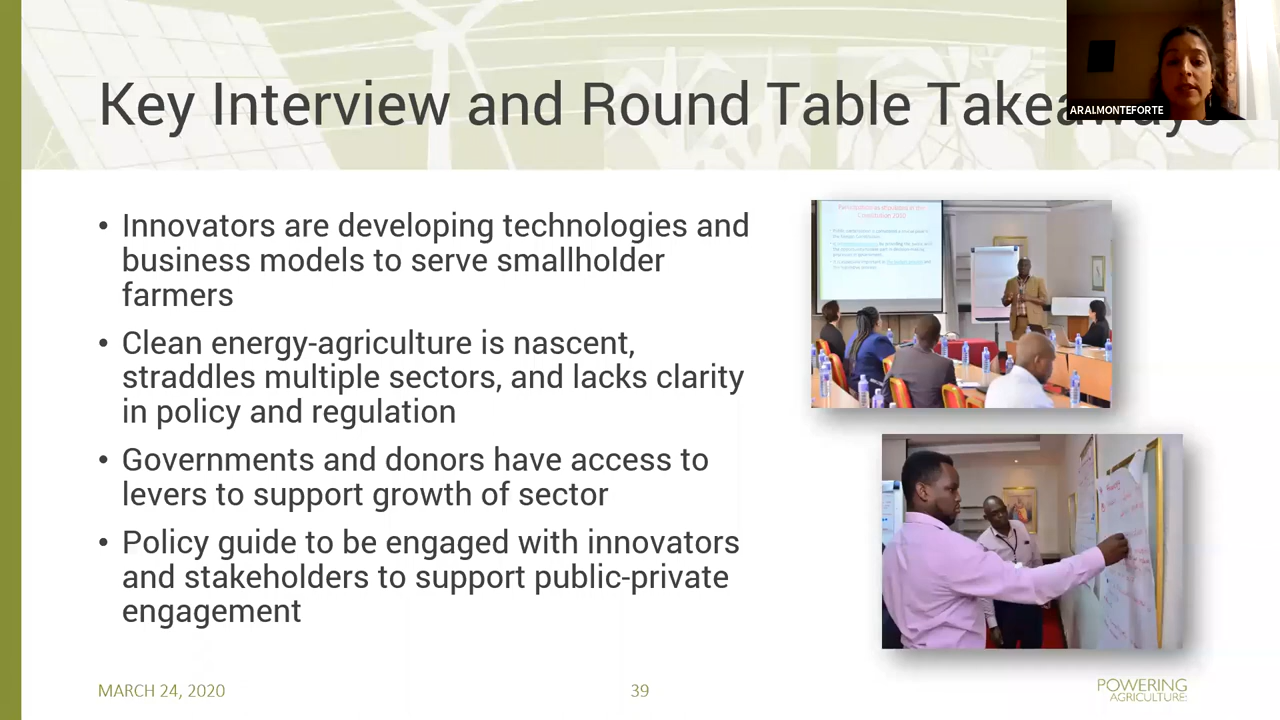 Key Interview and Round Table Takeaways
ARALMONTEFORTE
• Innovators are developing technologies and
business models to serve smallholder
farmers
• Clean energy-agriculture is nascent,
straddles multiple sectors, and lacks clarity
in policy and regulation
• Governments and donors have access to
levers to support growth of sector
• Policy guide to be engaged with innovators
and stakeholders to support public-private
engagement
MARCH 24, 2020
39
POWERING
AGRICULTURE: